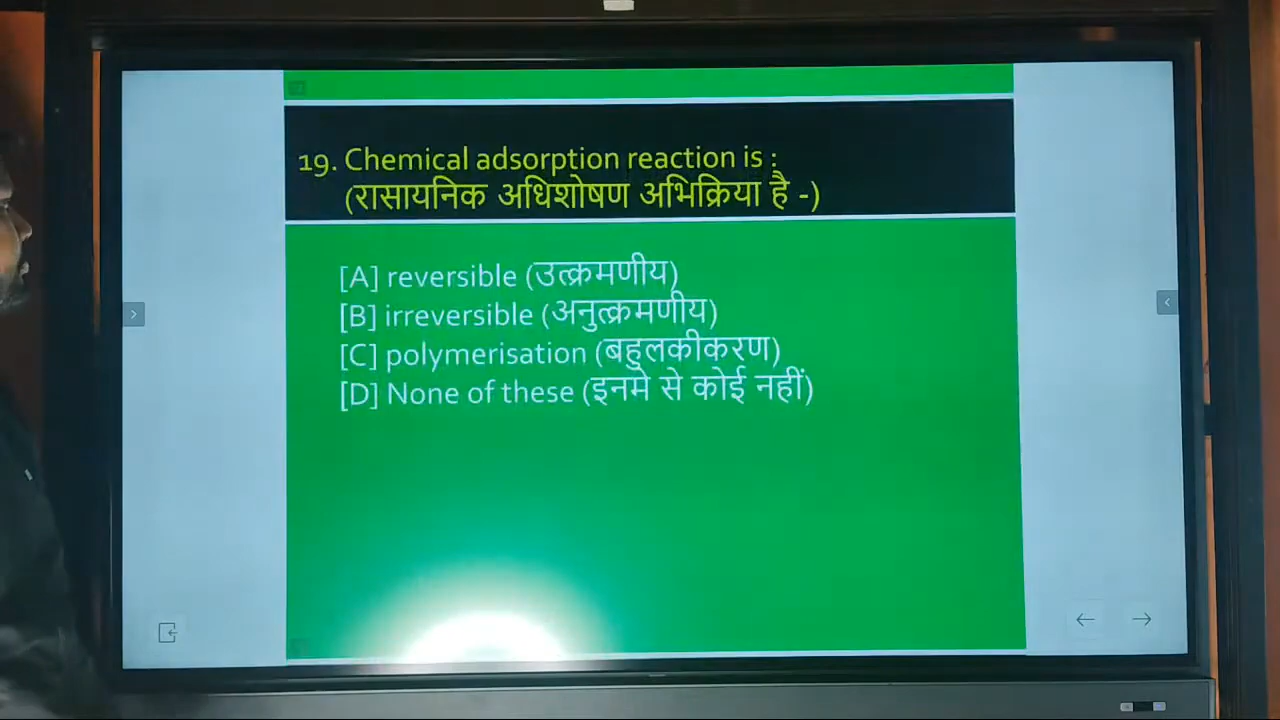 19. Chemical adsorption reaction is :
(रासायनिक अधिशोषण अभिक्रिया है -)
[A] reversible (उत्क्रमणीय)
[B] irreversible (अनुत्क्रमणीय)
[C] polymerisation (बहुलकीकरण)
[D] None of these (इनमे से कोई नहीं)